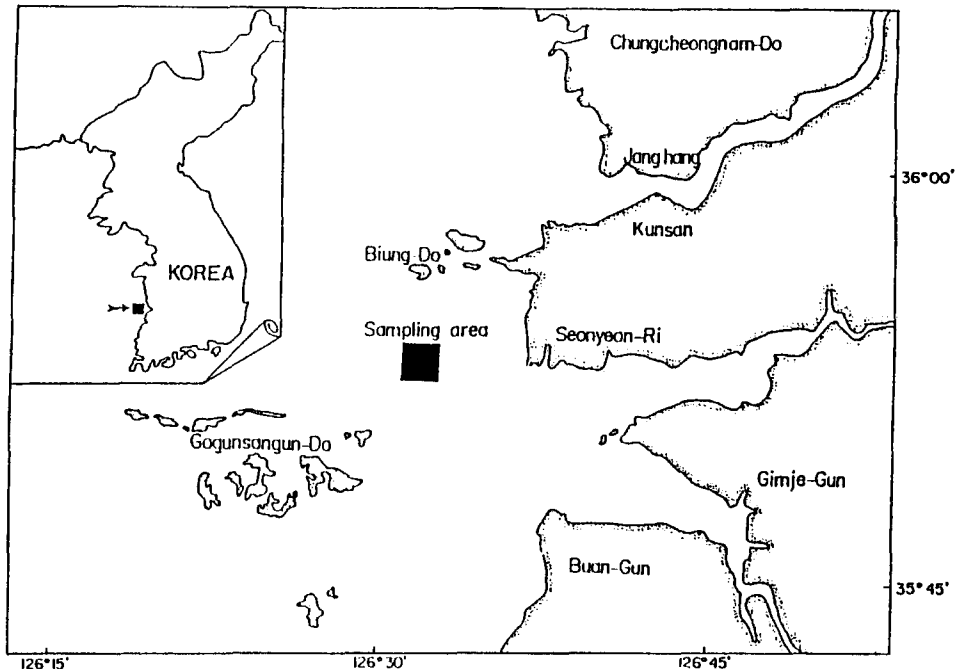 Chungcheongnam-Do
Janghang
36°00'
Kunsan
Biung-Do
KOREA
Sampling area
Seonyeon-Ri
Gogunsangun-Do
Gimje-Gun
Buan-Gun
35°45'
126°15'
126°30'
126°45'